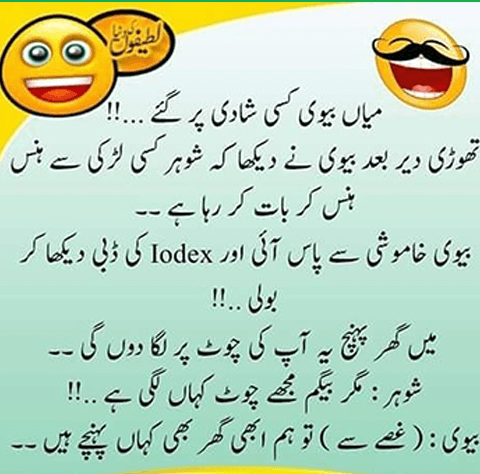 لطیفوں کی دنیا
میاں بیوی کسی شادی پر گئے ...!!
تھوڑی دیر بعد بیوی نے دیکھا کہ شوہر کسی لڑکی سے ہنس
ہنس کر بات کر رہا ہے ۔۔
بیوی خاموشی سے پاس آئی اور Iodex کی ڈبی دیکھا کر
بولی ..!!
میں گھر پہنچ یہ آپ کی چوٹ پر لگا دوں گی ۔۔
شوہر : مگر بیگم مجھے چوٹ کہاں لگی ہے ..!!
بیوی : ( غصے سے ) تو ہم ابھی گھر بھی کہاں پہنچے ہیں ۔۔